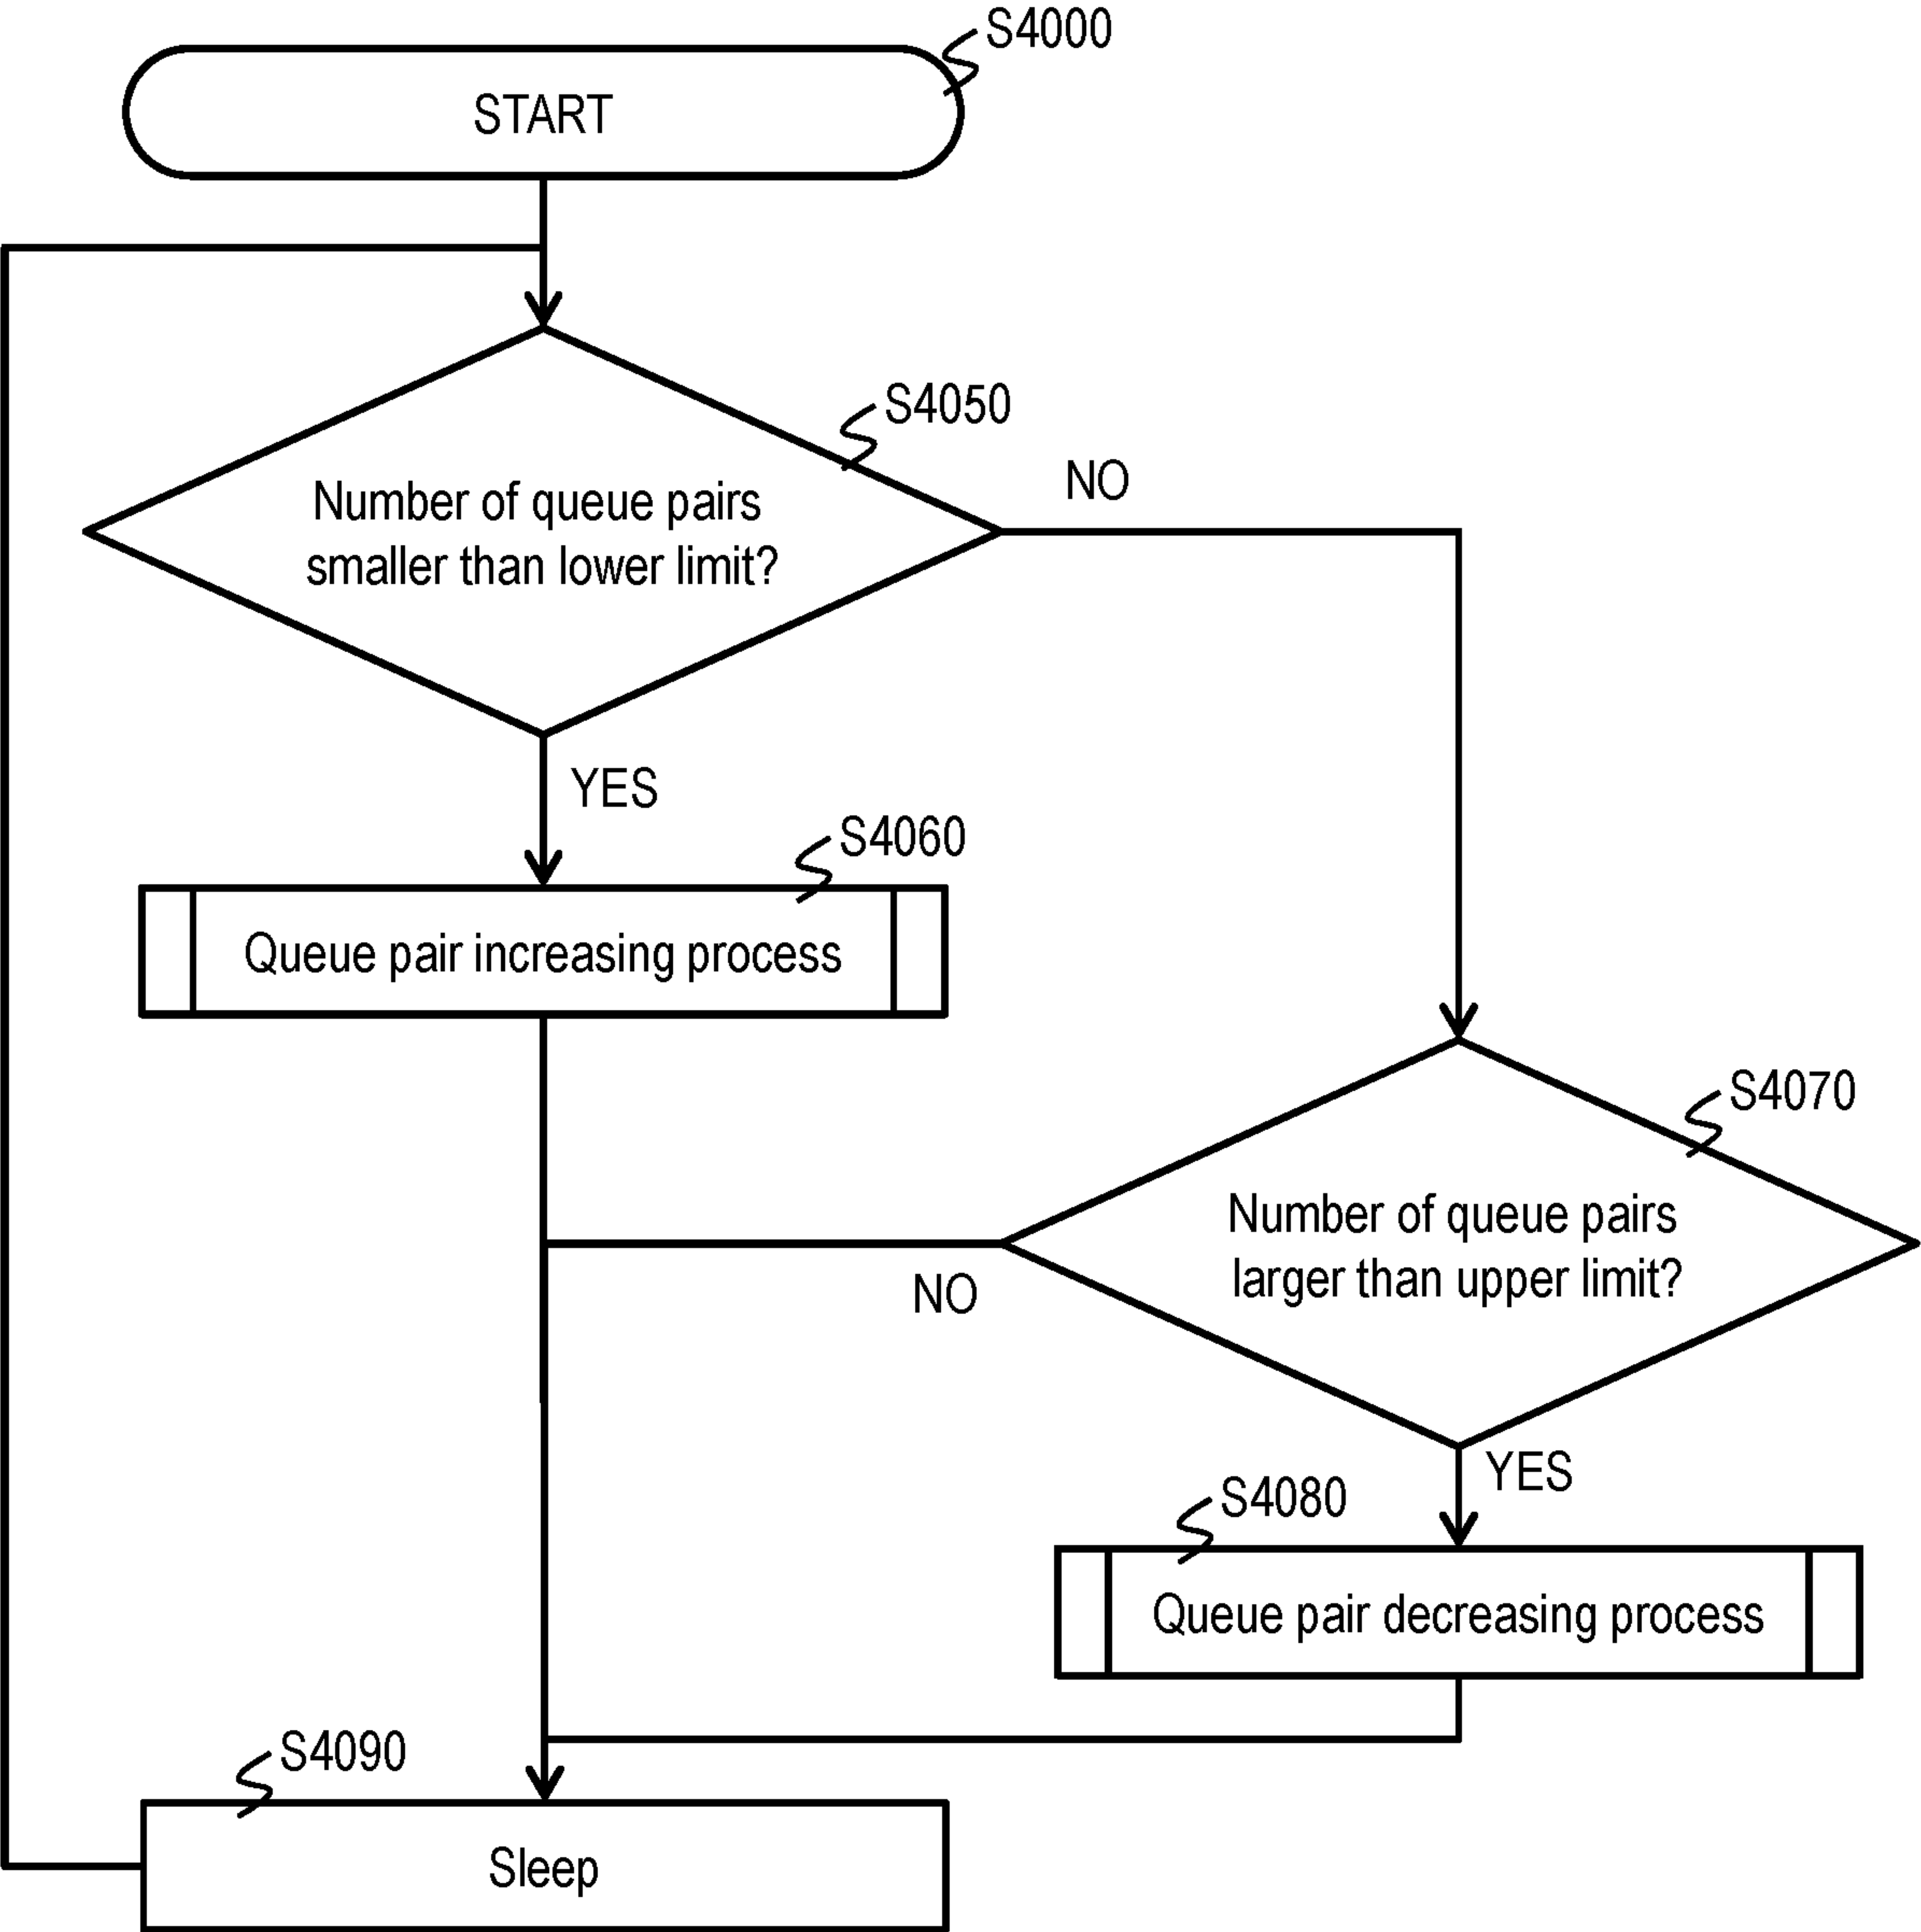 S4000
START
S4050
NO
Number of queue pairs
smaller than lower limit?
YES
S4060
Queue pair increasing process
S4070
Number of queue pairs
larger than upper limit?
NO
YES
S4080
Queue pair decreasing process
S4090
Sleep